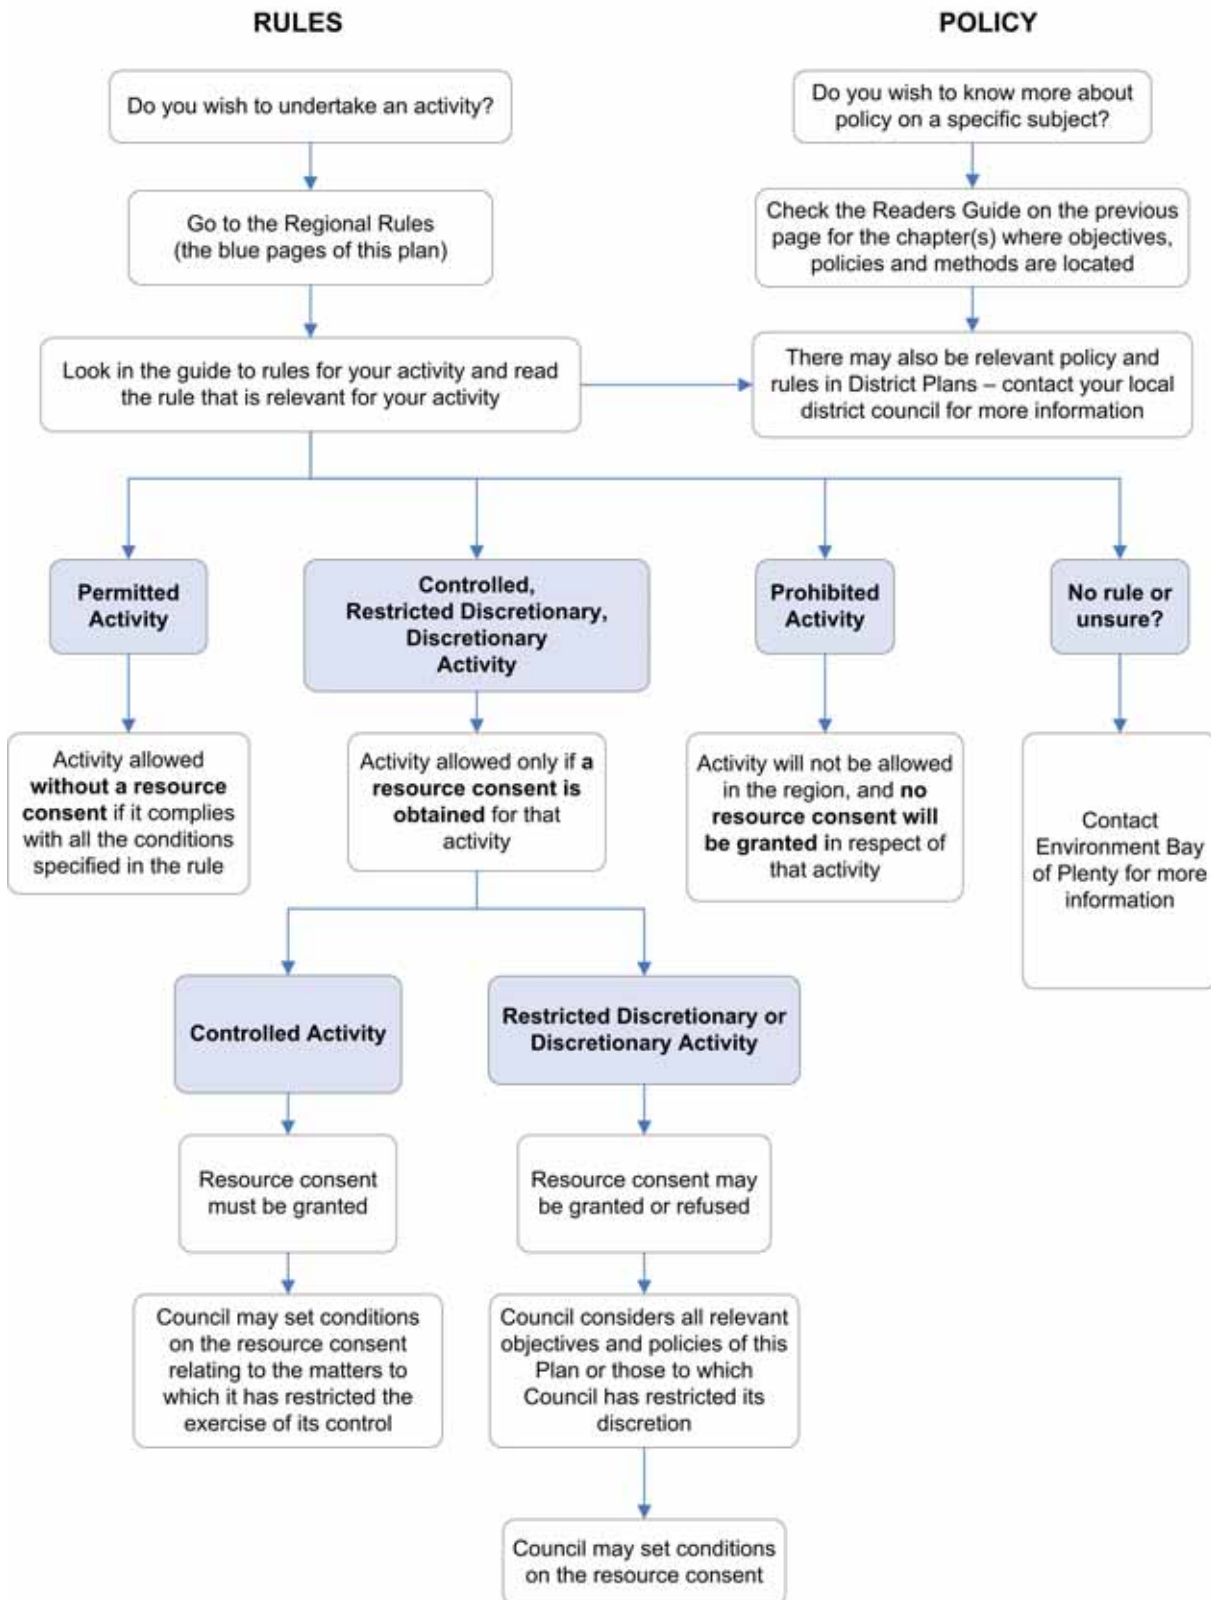 RULES
POLICY
Do you wish to undertake an activity?
Do you wish to know more about
policy on a specific subject?
Go to the Regional Rules
(the blue pages of this plan)
Check the Readers Guide on the previous
page for the chapter(s) where objectives,
policies and methods are located
Look in the guide to rules for your activity and read
the rule that is relevant for your activity
There may also be relevant policy and
rules in District Plans – contact your local
district council for more information
Permitted
Activity
Controlled,
Restricted Discretionary,
Discretionary
Activity
Prohibited
Activity
No rule or
unsure?
Activity allowed
without a resource
consent if it complies
with all the conditions
specified in the rule
Activity allowed only if a
resource consent is
obtained for that
activity
Activity will not be allowed
in the region, and no
resource consent will
be granted in respect of
that activity
Contact
Environment Bay
of Plenty for more
information
Controlled Activity
Restricted Discretionary or
Discretionary Activity
Resource consent
must be granted
Resource consent may
be granted or refused
Council may set conditions
on the resource consent
relating to the matters to
which it has restricted the
exercise of its control
Council considers all relevant
objectives and policies of this
Plan or those to which
Council has restricted its
discretion
Council may set conditions
on the resource consent